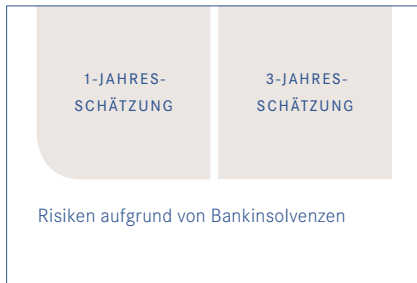 1-JAHRES-
SCHÄTZUNG
3-JAHRES-
SCHÄTZUNG
Risiken aufgrund von Bankinsolvenzen